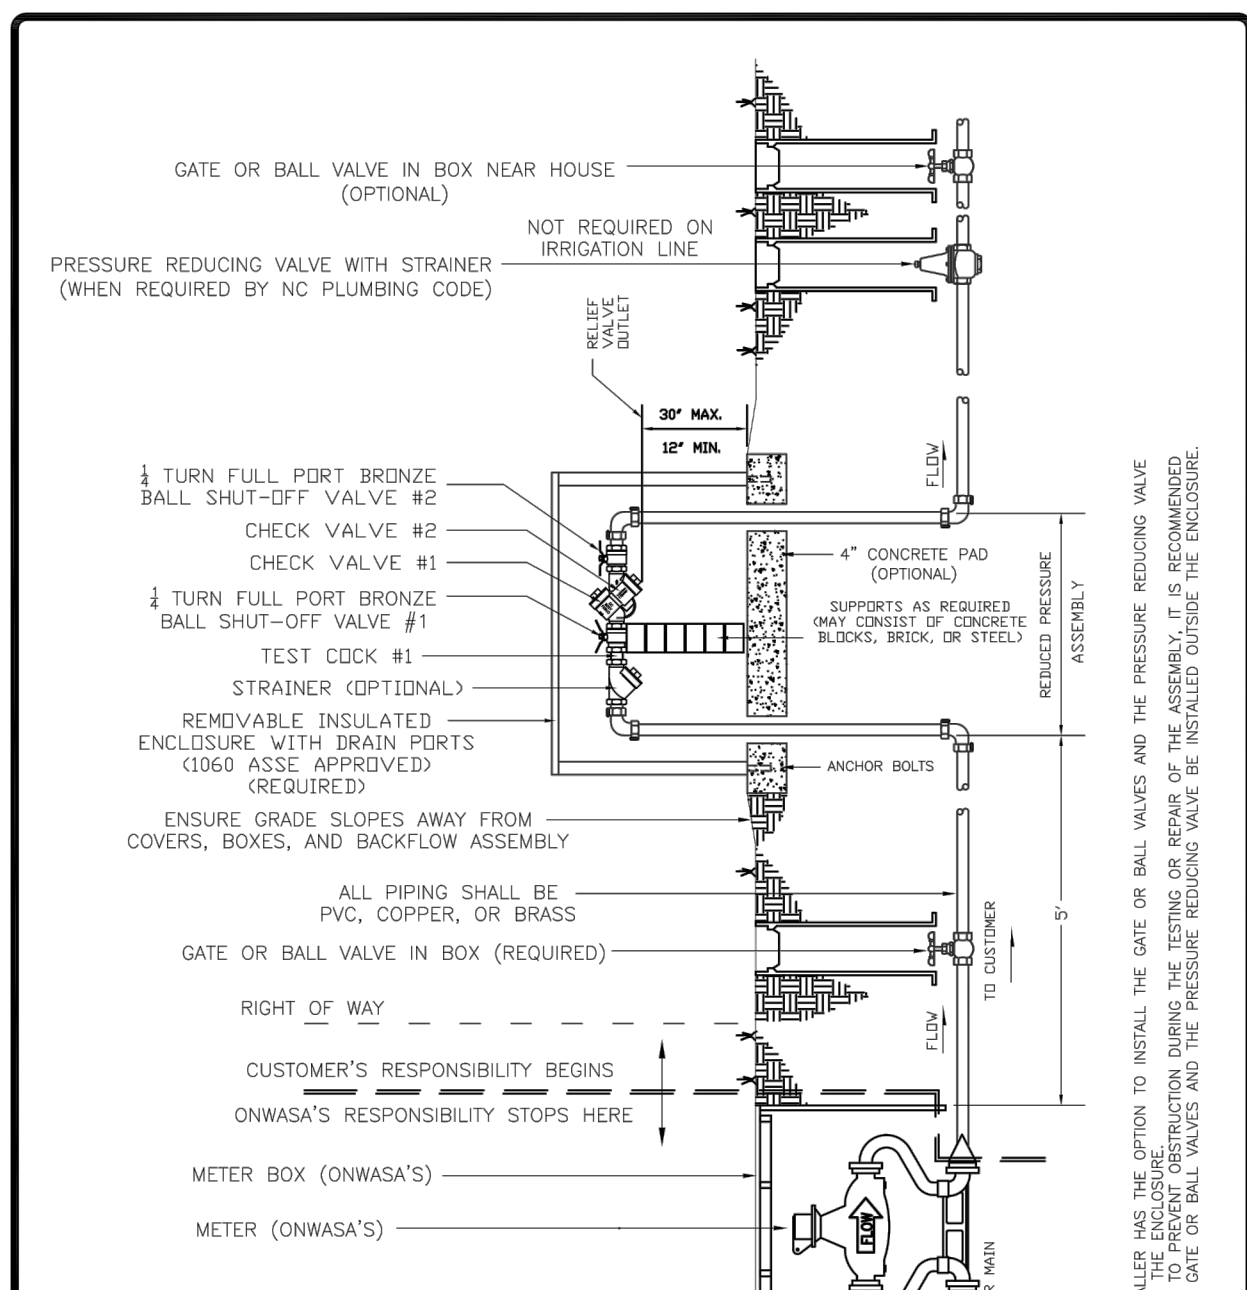 GATE OR BALL VALVE IN BOX NEAR HOUSE
(OPTIONAL)
NOT REQUIRED ON
IRRIGATION LINE
PRESSURE REDUCING VALVE WITH STRAINER
(WHEN REQUIRED BY NC PLUMBING CODE)
RELIEF
VALVE
OUTLET
30" MAX.
12" MIN.
1/4 TURN FULL PORT BRONZE
BALL SHUT-OFF VALVE #2
CHECK VALVE #2
CHECK VALVE #1
1/4 TURN FULL PORT BRONZE
BALL SHUT-OFF VALVE #1
TEST COCK #1
STRAINER (OPTIONAL)
REMOVABLE INSULATED
ENCLOSURE WITH DRAIN PORTS
(1060 ASSE APPROVED)
(REQUIRED)
FLOW
4" CONCRETE PAD
(OPTIONAL)
SUPPORTS AS REQUIRED
(MAY CONSIST OF CONCRETE
BLOCKS, BRICK, OR STEEL)
REDUCED PRESSURE
ASSEMBLY
ANCHOR BOLTS
ENSURE GRADE SLOPES AWAY FROM
COVERS, BOXES, AND BACKFLOW ASSEMBLY
ALL PIPING SHALL BE
PVC, COPPER, OR BRASS
GATE OR BALL VALVE IN BOX (REQUIRED)
TO CUSTOMER
5'
FLOW
RIGHT OF WAY
CUSTOMER'S RESPONSIBILITY BEGINS
ONWASA'S RESPONSIBILITY STOPS HERE
METER BOX (ONWASA'S)
METER (ONWASA'S)
FLOW
MAIN
HAS THE OPTION TO INSTALL THE GATE OR BALL VALVES AND THE PRESSURE REDUCING VALVE
THE ENCLOSURE.
TO PREVENT OBSTRUCTION DURING THE TESTING OR REPAIR OF THE ASSEMBLY, IT IS RECOMMENDED
GATE OR BALL VALVES AND THE PRESSURE REDUCING VALVE BE INSTALLED OUTSIDE THE ENCLOSURE.